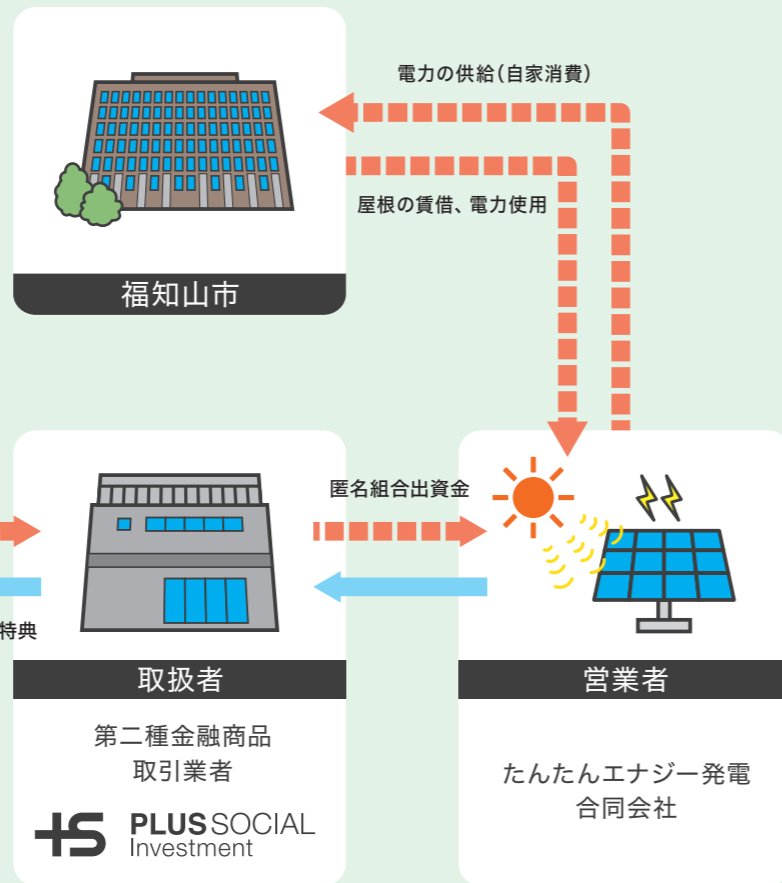 電力の供給(自家消費)
屋根の賃借、電力使用
福知山市
匿名組合出資金
特典
取扱者
第二種金融商品
取引業者
+S PLUS SOCIAL
Investment
営業者
たんたんエナジー発電
合同会社